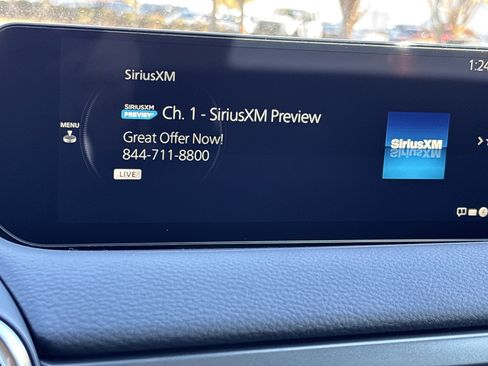 1:24
SiriusXM
SIRIUSXM
PREVIEW
Ch. 1 - SiriusXM Preview
MENU
Great Offer Now!
844-711-8800
LIVE
SiriusXM